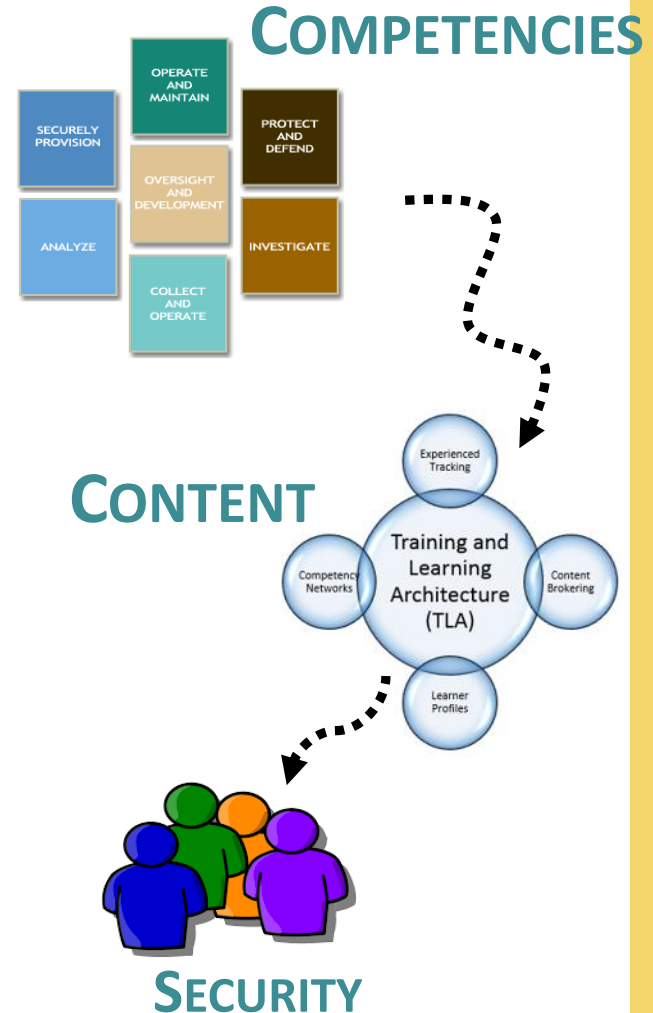 COMPETENCIES
OPERATE
AND
MAINTAIN
SECURELY
PROVISION
PROTECT
AND
DEFEND
OVERSIGHT
AND
DEVELOPMENT
ANALYZE
INVESTIGATE
COLLECT
AND
OPERATE
CONTENT
Experienced
Tracking
Training and
Learning
Architecture
(TLA)
Competency
Networks
Content
Brokering
Learner
Profiles
SECURITY